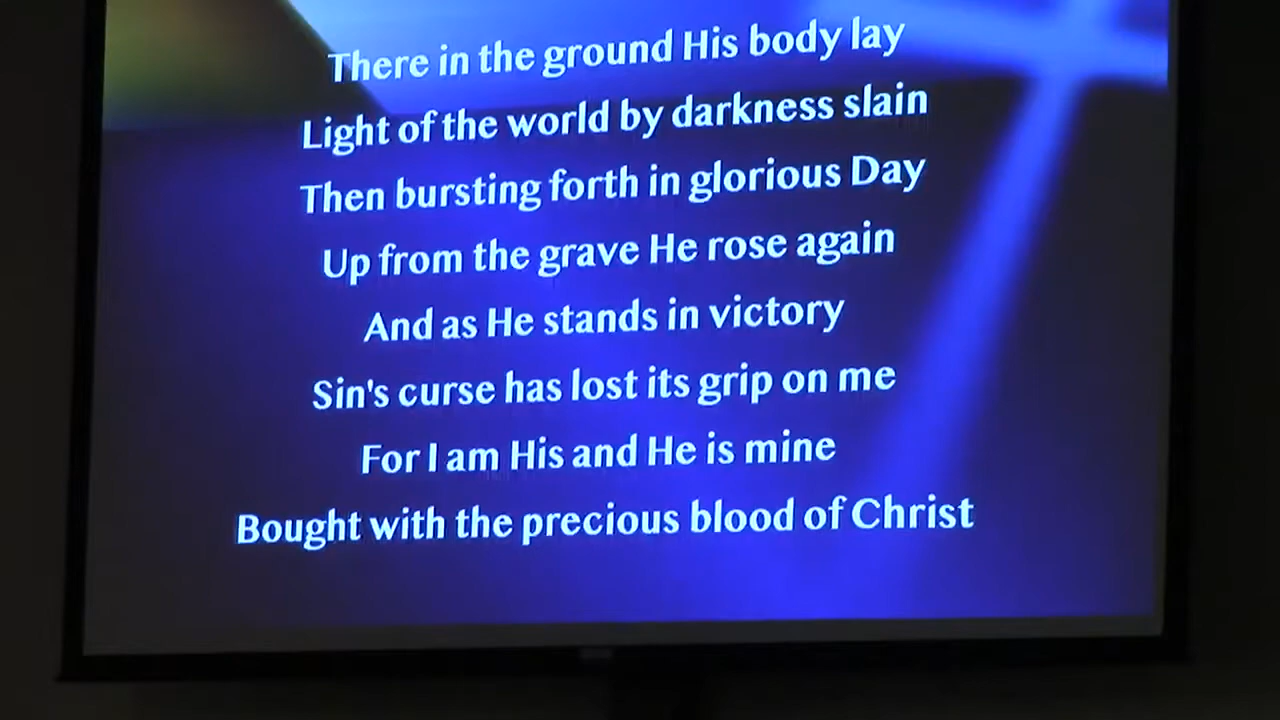 There in the ground His body lay
Light of the world by darkness slain
Then bursting forth in glorious Day
Up from the grave He rose again
And as He stands in victory
Sin's curse has lost its grip on me
For I am His and He is mine
Bought with the precious blood of Christ